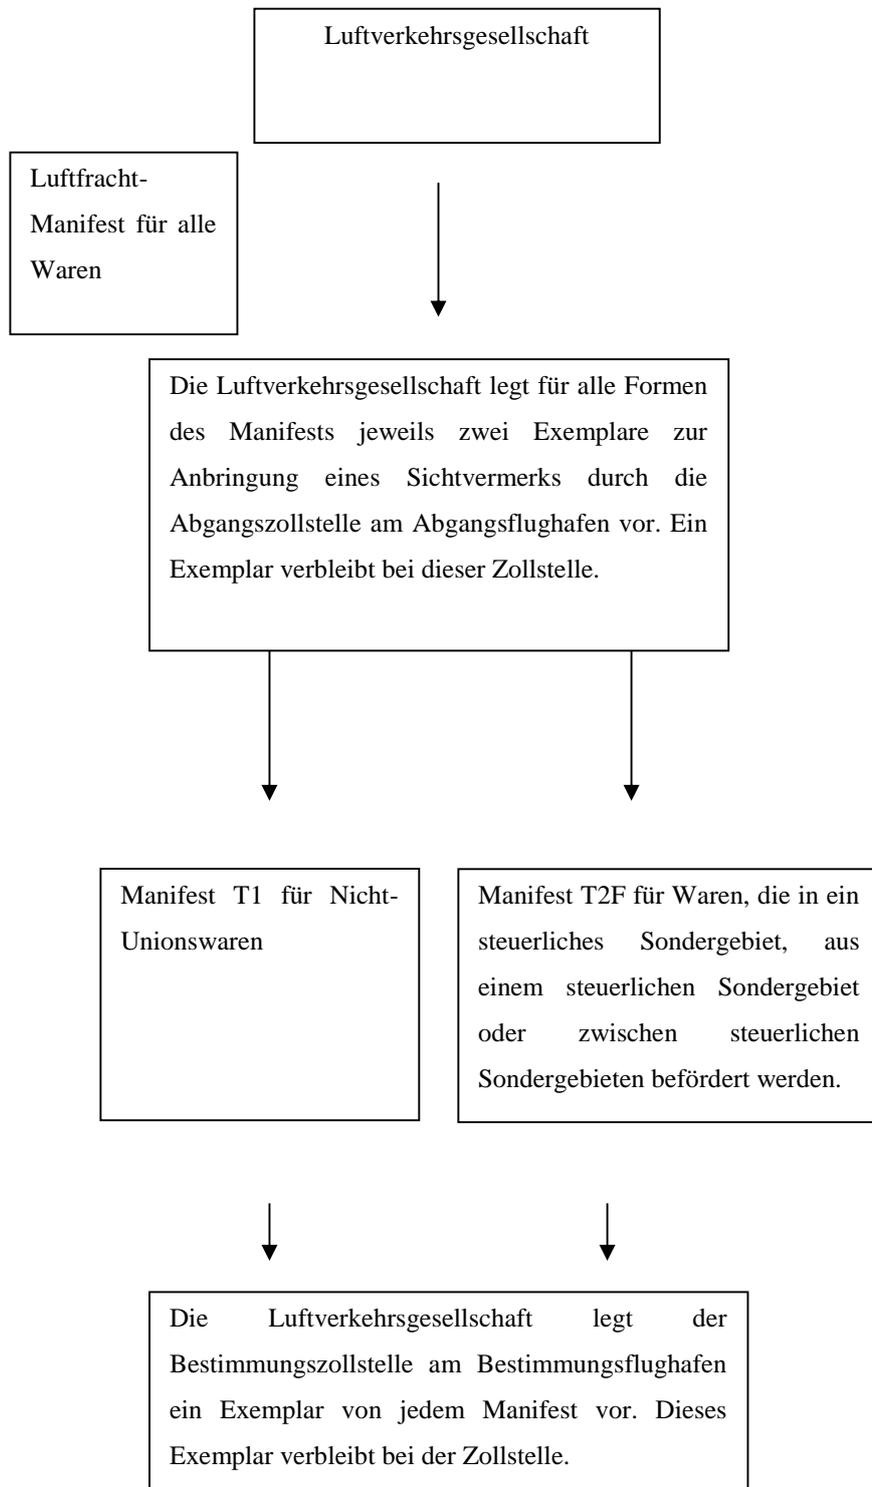 Luftverkehrsgesellschaft
Luftfracht-
Manifest für alle
Waren
Die Luftverkehrsgesellschaft legt für alle Formen
des Manifests jeweils zwei Exemplare zur
Anbringung eines Sichtvermerks durch die
Abgangszollstelle am Abgangsflughafen vor. Ein
Exemplar verbleibt bei dieser Zollstelle.
Manifest T1 für Nicht-
Unionswaren
Manifest T2F für Waren, die in ein
steuerliches Sondergebiet, aus
einem steuerlichen Sondergebiet
oder zwischen steuerlichen
Sondergebieten befördert werden.
Die Luftverkehrsgesellschaft legt der
Bestimmungszollstelle am Bestimmungsflughafen
ein Exemplar von jedem Manifest vor. Dieses
Exemplar verbleibt bei der Zollstelle.